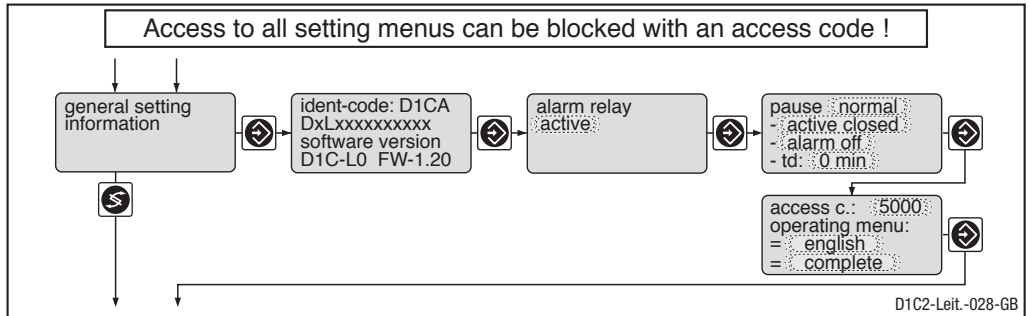 Access to all setting menus can be blocked with an access code !
general setting
information
ident-code: D1CA
DxLxxxxxxxxxx
software version
D1C-L0 FW-1.20
alarm relay
active
pause normal
- active closed
- alarm off
- td: 0 min
access c.: 5000
operating menu:
= english
= complete
D1C2-Leit.-028-GB